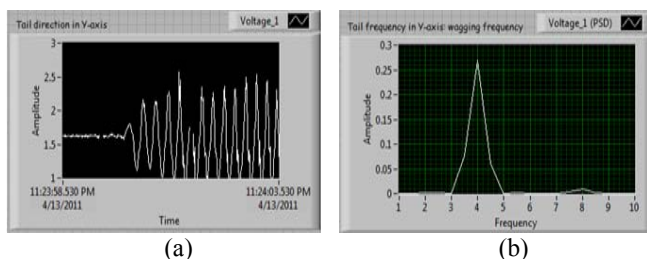 Tail direction in Y-axis
Voltage_1
3
2.5
2
1.5
1
Amplitude
11:23:58.530 PM
4/13/2011
11:24:03.530 PM
4/13/2011
Time
(a)
Tail frequency in Y-axis: wagging frequency
Voltage_1 (PSD)
0.3
0.25
0.2
0.15
0.1
0.05
0
Amplitude
1 2 3 4 5 6 7 8 9 10
Frequency
(b)